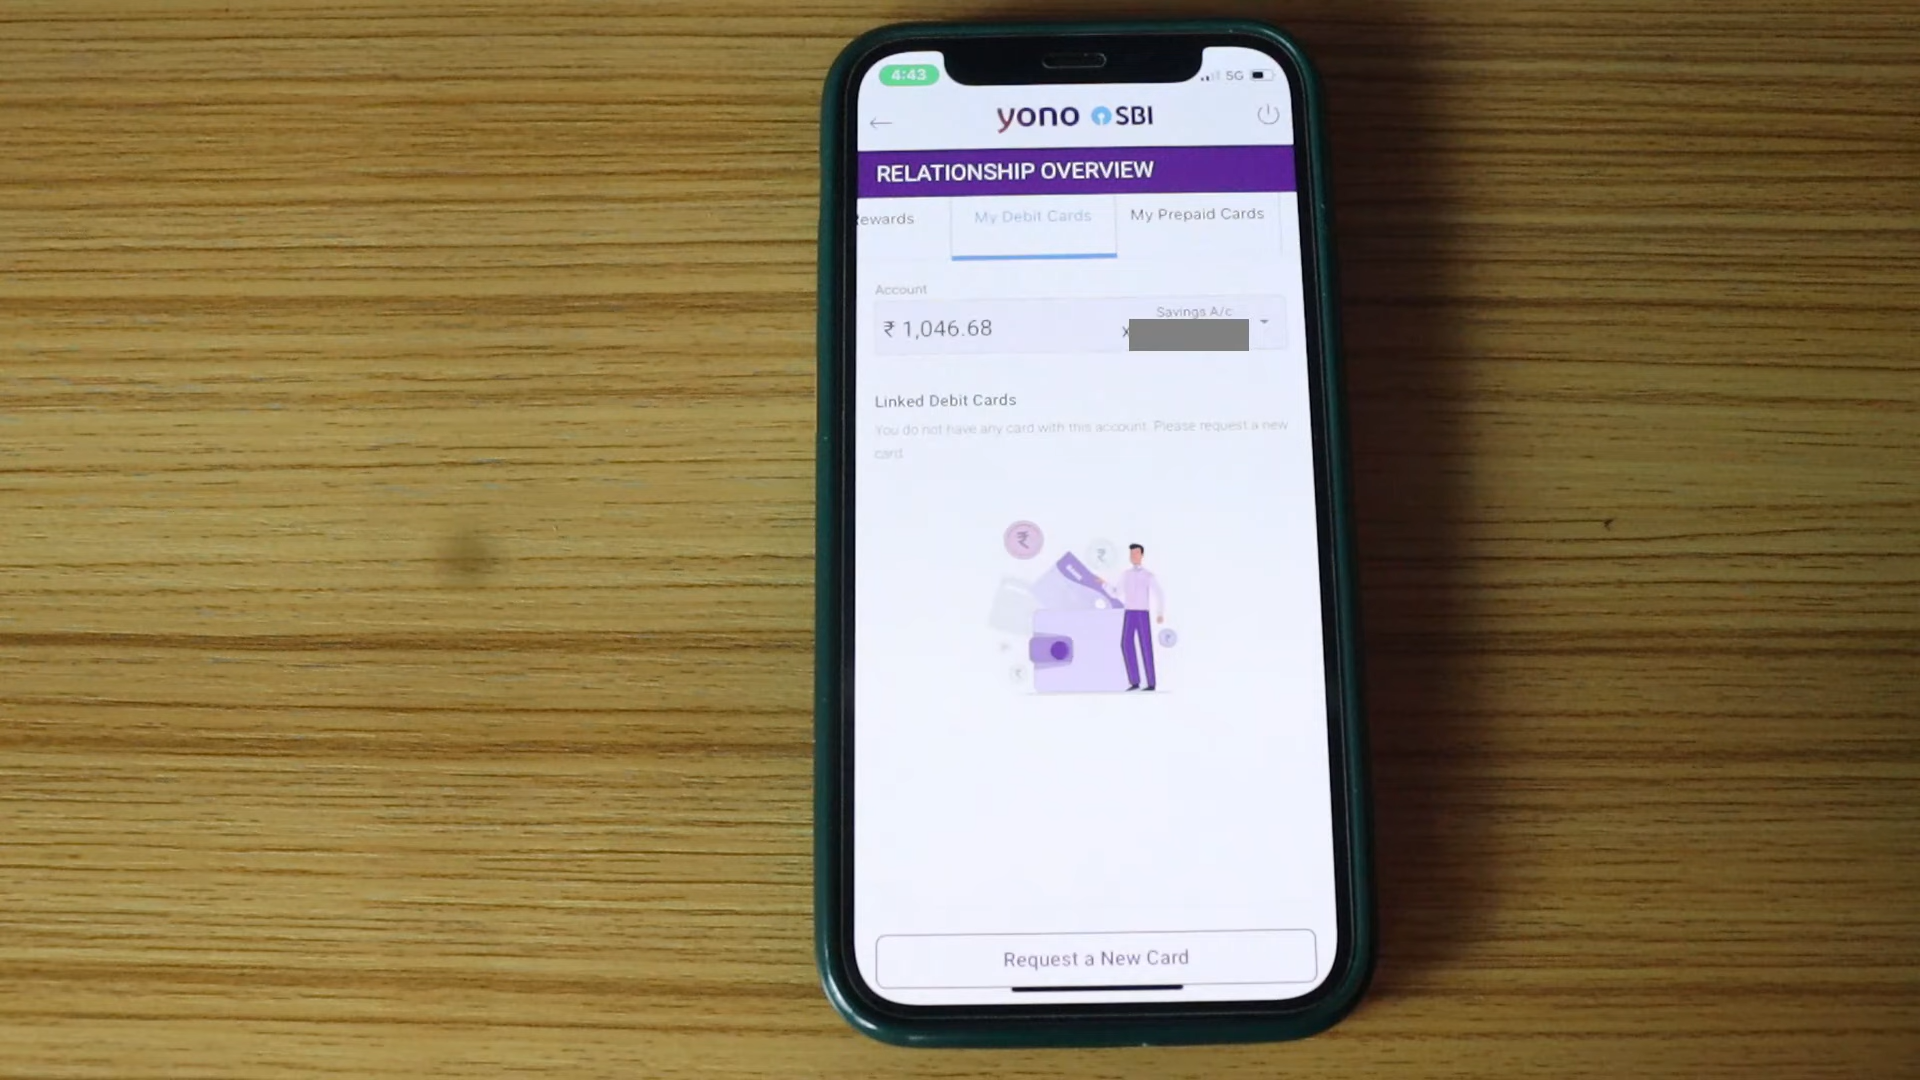 4:43
5G
yono SBI
RELATIONSHIP OVERVIEW
Rewards My Debit Cards My Prepaid Cards
Account
₹ 1,046.68
Savings A/c
x
Linked Debit Cards
You do not have any card with this account. Please request a new
card.
Request a New Card